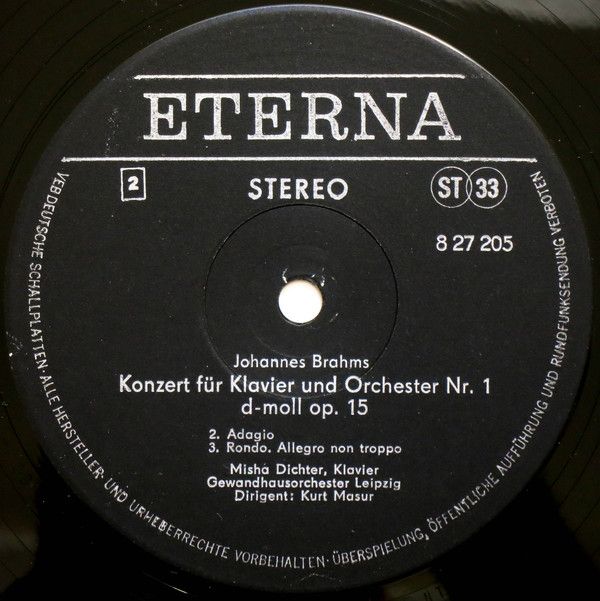 ETERNA
2 STEREO ST 33
8 27 205
Johannes Brahms
Konzert für Klavier und Orchester Nr. 1
d-moll op. 15
2. Adagio
3. Rondo. Allegro non troppo
Misha Dichter, Klavier
Gewandhausorchester Leipzig
Dirigent: Kurt Masur
VEB DEUTSCHE SCHALLPLATTEN · ALLE HERSTELLER- UND URHEBERRECHTE VORBEHALTEN · ÜBERSPIELUNG, ÖFFENTLICHE AUFFÜHRUNG UND RUNDFUNKSENDUNG VERBOTEN